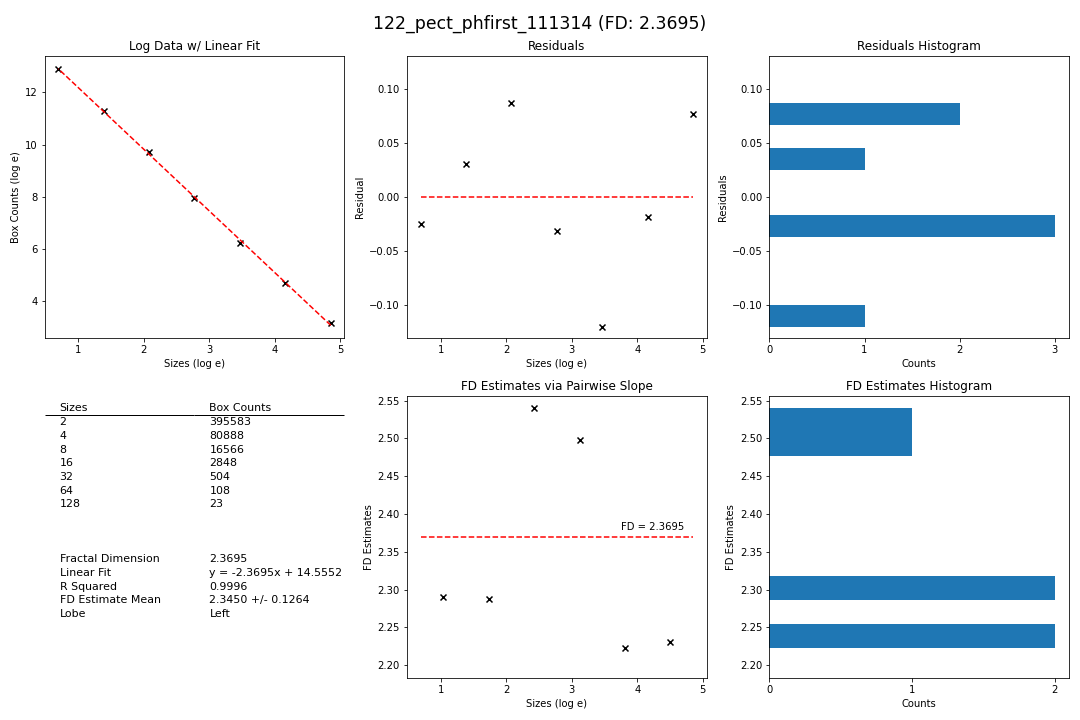 122_pect_phfirst_111314 (FD: 2.3695)
Log Data w/ Linear Fit
Box Counts (log e)
12
10
8
6
4
1 2 3 4 5
Sizes (log e)
Residuals
Residual
0.10
0.05
0.00
−0.05
−0.10
1 2 3 4 5
Sizes (log e)
Residuals Histogram
Residuals
0.10
0.05
0.00
−0.05
−0.10
0 1 2 3
Counts
Sizes Box Counts
2 395583
4 80888
8 16566
16 2848
32 504
64 108
128 23
Fractal Dimension 2.3695
Linear Fit y = -2.3695x + 14.5552
R Squared 0.9996
FD Estimate Mean 2.3450 +/- 0.1264
Lobe Left
FD Estimates via Pairwise Slope
FD Estimates
2.55
2.50
2.45
2.40
2.35
2.30
2.25
2.20
FD = 2.3695
1 2 3 4 5
Sizes (log e)
FD Estimates Histogram
FD Estimates
2.55
2.50
2.45
2.40
2.35
2.30
2.25
2.20
0 1 2
Counts